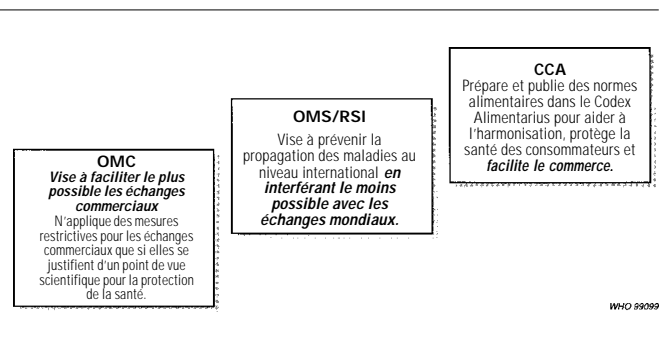 OMC
Vise à faciliter le plus
possible les échanges
commerciaux
N'applique des mesures
restrictives pour les échanges
commerciaux que si elles se
justifient d'un point de vue
scientifique pour la protection
de la santé.
OMS/RSI
Vise à prévenir la
propagation des maladies au
niveau international en
interférant le moins
possible avec les
échanges mondiaux.
CCA
Prépare et publie des normes
alimentaires dans le Codex
Alimentarius pour aider à
l'harmonisation, protège la
santé des consommateurs et
facilite le commerce.
WHO 99099